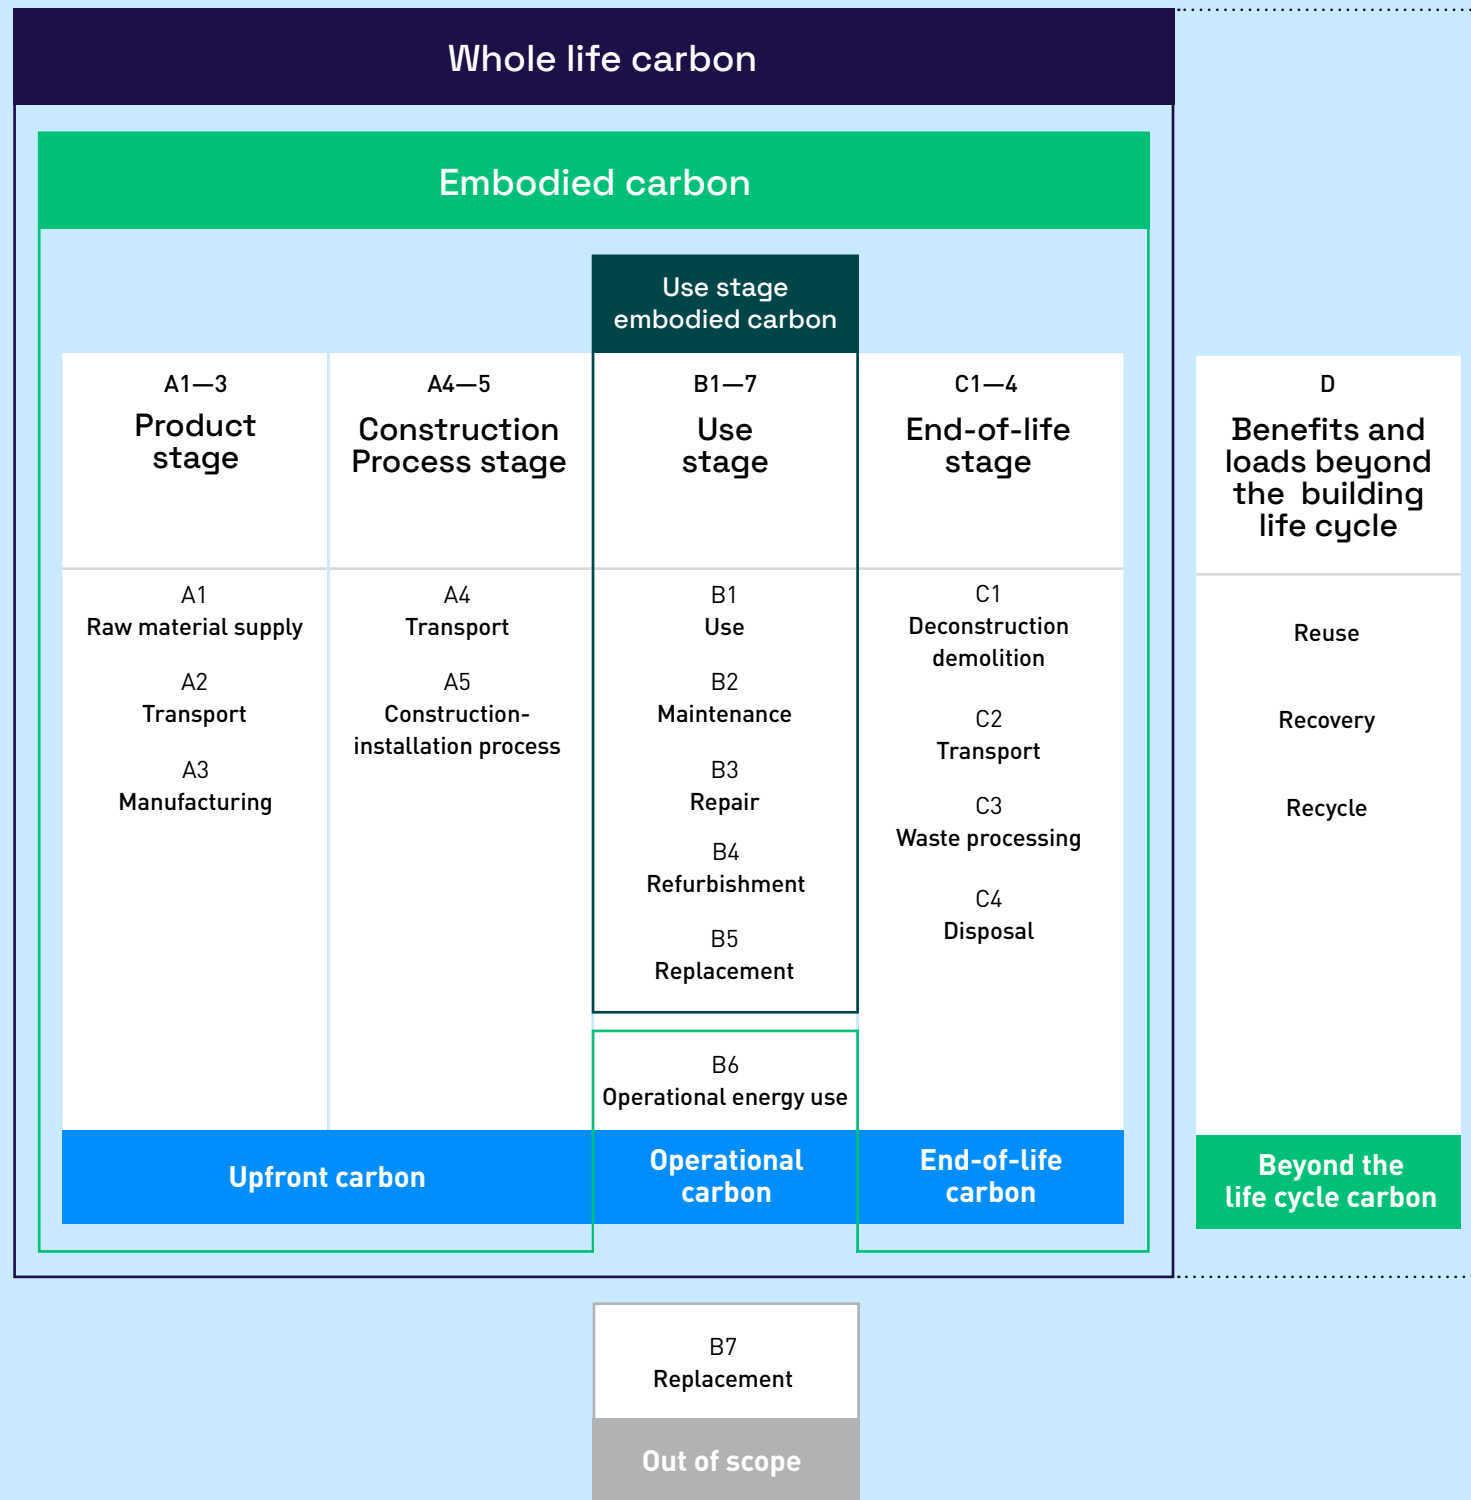 Whole life carbon
Embodied carbon
Use stage
embodied carbon
A1—3
Product
stage
A1
Raw material supply
A2
Transport
A3
Manufacturing
A4—5
Construction
Process stage
A4
Transport
A5
Construction-
installation process
Upfront carbon
B1—7
Use
stage
B1
Use
B2
Maintenance
B3
Repair
B4
Refurbishment
B5
Replacement
B6
Operational energy use
Operational
carbon
C1—4
End-of-life
stage
C1
Deconstruction
demolition
C2
Transport
C3
Waste processing
C4
Disposal
End-of-life
carbon
D
Benefits and
loads beyond
the building
life cycle
Reuse
Recovery
Recycle
Beyond the
life cycle carbon
B7
Replacement
Out of scope